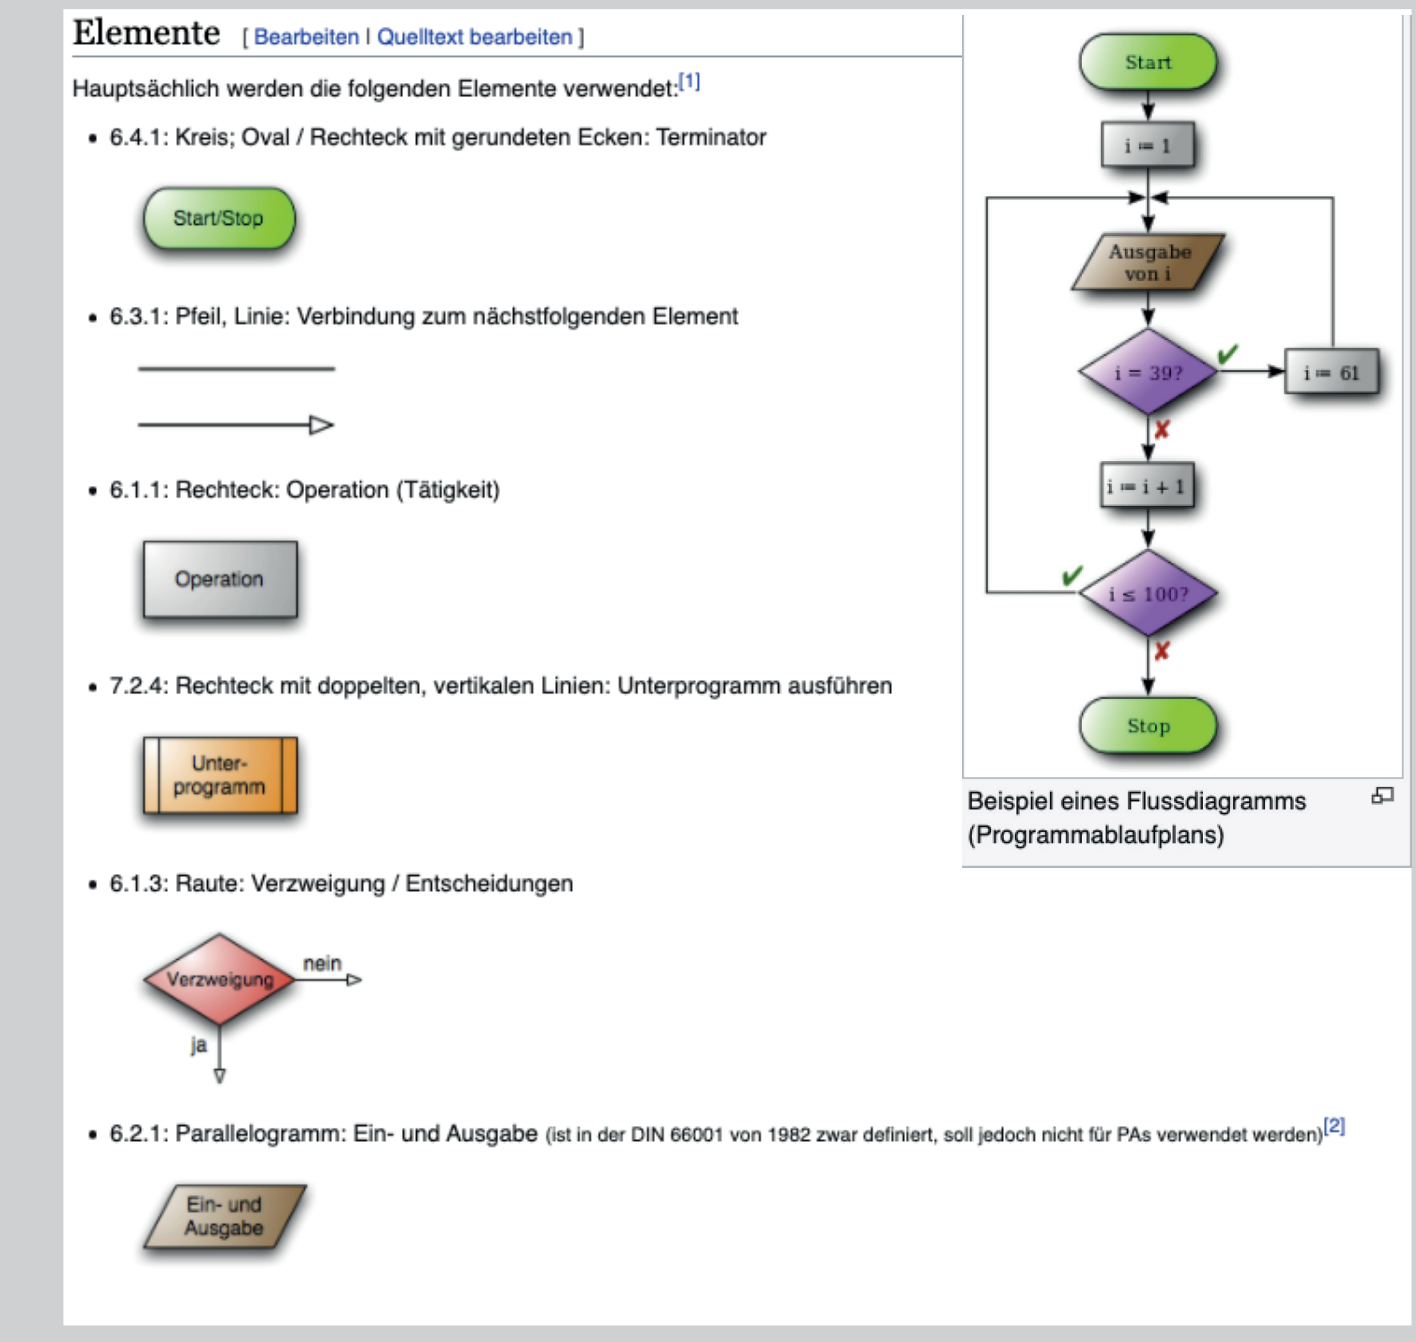 Elemente [ Bearbeiten | Quelltext bearbeiten ]
Hauptsächlich werden die folgenden Elemente verwendet:[1]
• 6.4.1: Kreis; Oval / Rechteck mit gerundeten Ecken: Terminator
Start/Stop
• 6.3.1: Pfeil, Linie: Verbindung zum nächstfolgenden Element
• 6.1.1: Rechteck: Operation (Tätigkeit)
Operation
• 7.2.4: Rechteck mit doppelten, vertikalen Linien: Unterprogramm ausführen
Unter-
programm
• 6.1.3: Raute: Verzweigung / Entscheidungen
Verzweigung
nein
ja
• 6.2.1: Parallelogramm: Ein- und Ausgabe (ist in der DIN 66001 von 1982 zwar definiert, soll jedoch nicht für PAs verwendet werden)[2]
Ein- und
Ausgabe
Start
i ≔ 1
Ausgabe
von i
i = 39?
i ≔ 61
i ≔ i + 1
i ≤ 100?
Stop
Beispiel eines Flussdiagramms
(Programmablaufplans)